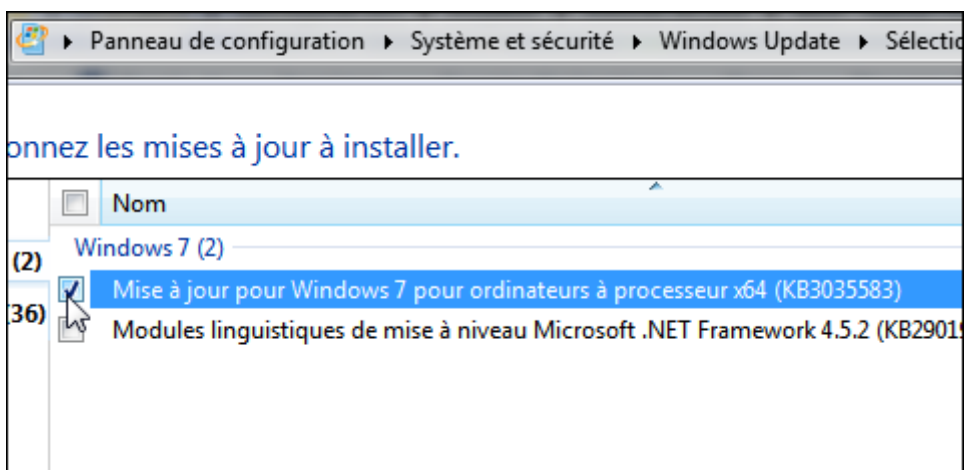 Panneau de configuration ▸ Système et sécurité ▸ Windows Update ▸ Sélectio
onnez les mises à jour à installer.
Nom
Windows 7 (2)
(2)
Mise à jour pour Windows 7 pour ordinateurs à processeur x64 (KB3035583)
(36)
Modules linguistiques de mise à niveau Microsoft .NET Framework 4.5.2 (KB29019